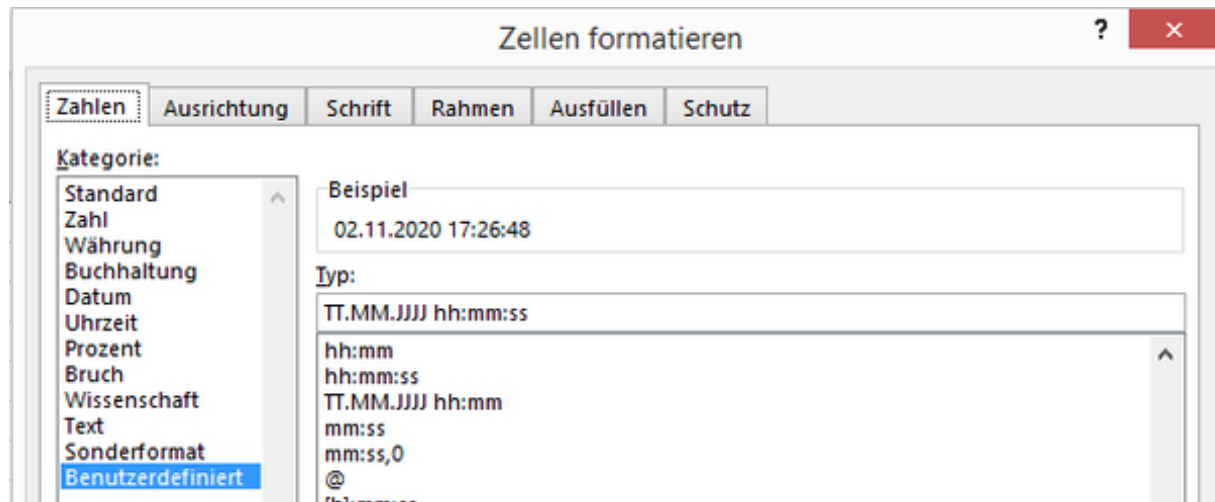 Zellen formatieren
?
Zahlen Ausrichtung Schrift Rahmen Ausfüllen Schutz
Kategorie:
Standard
Zahl
Währung
Buchhaltung
Datum
Uhrzeit
Prozent
Bruch
Wissenschaft
Text
Sonderformat
Benutzerdefiniert
Beispiel
02.11.2020 17:26:48
Typ:
TT.MM.JJJJ hh:mm:ss
hh:mm
hh:mm:ss
TT.MM.JJJJ hh:mm
mm:ss
mm:ss,0
@